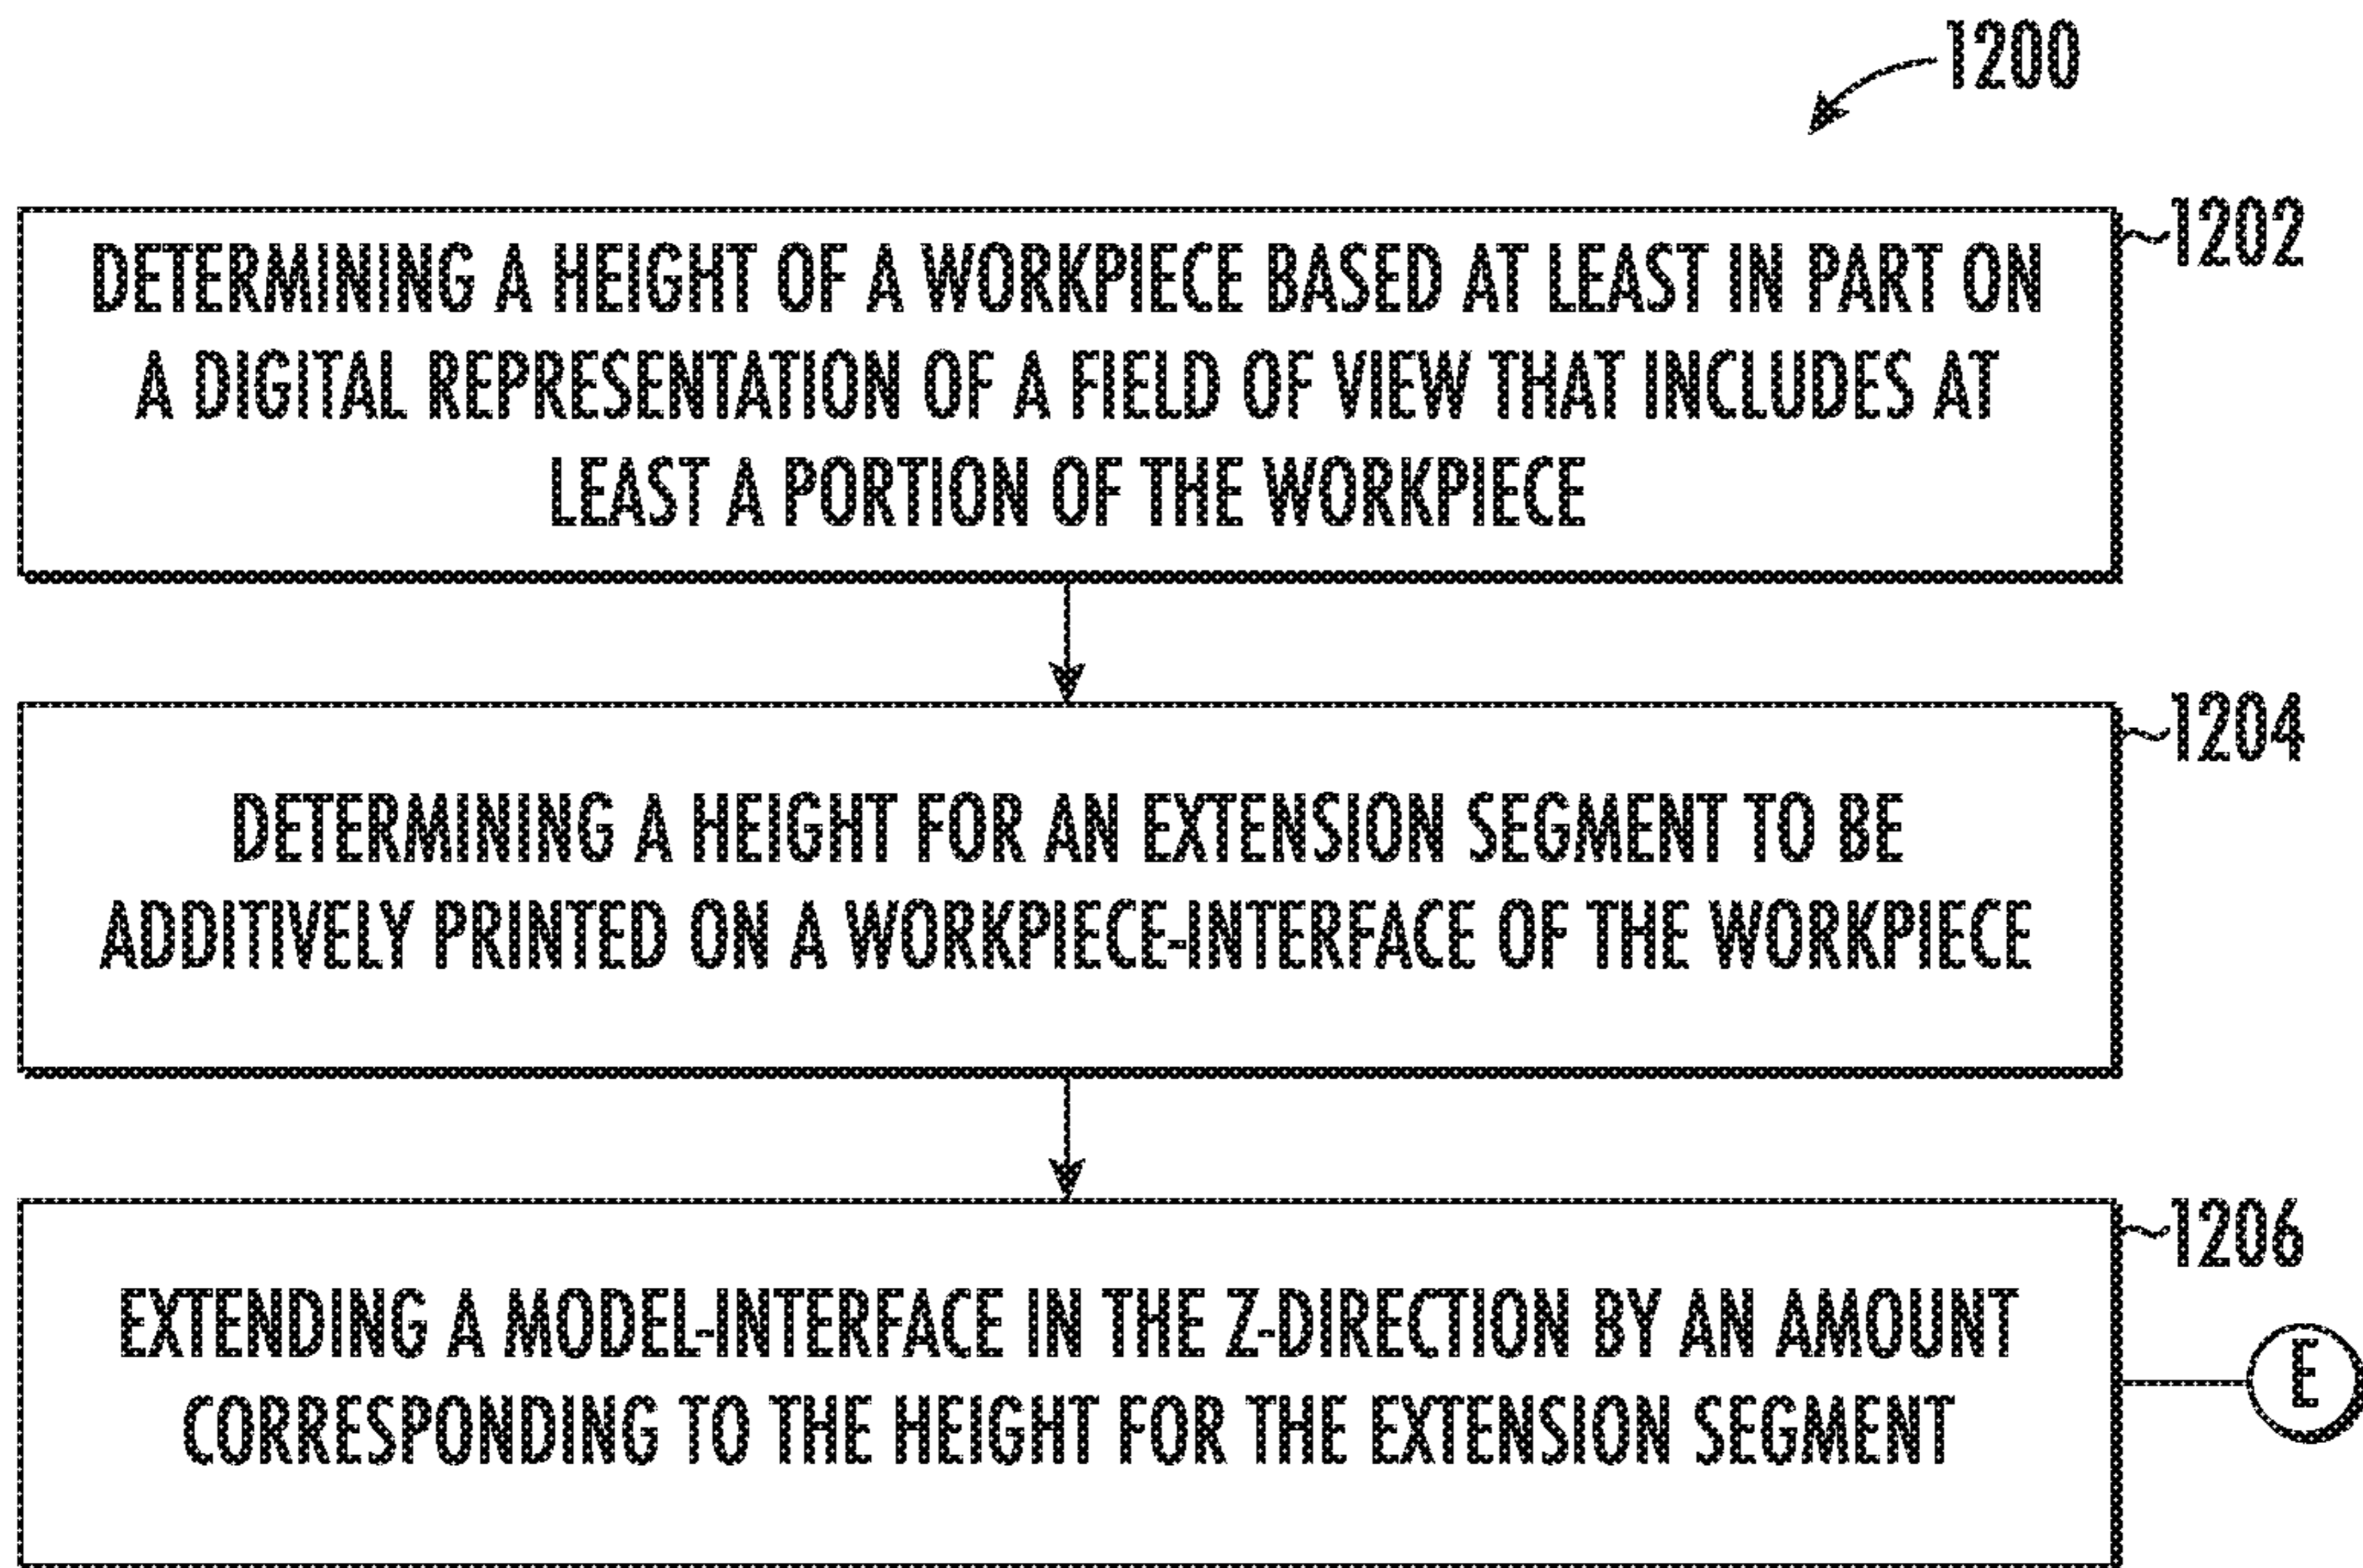 1200
1202
DETERMINING A HEIGHT OF A WORKPIECE BASED AT LEAST IN PART ON
A DIGITAL REPRESENTATION OF A FIELD OF VIEW THAT INCLUDES AT
LEAST A PORTION OF THE WORKPIECE
1204
DETERMINING A HEIGHT FOR AN EXTENSION SEGMENT TO BE
ADDITIVELY PRINTED ON A WORKPIECE-INTERFACE OF THE WORKPIECE
1206
EXTENDING A MODEL-INTERFACE IN THE Z-DIRECTION BY AN AMOUNT
CORRESPONDING TO THE HEIGHT FOR THE EXTENSION SEGMENT
E